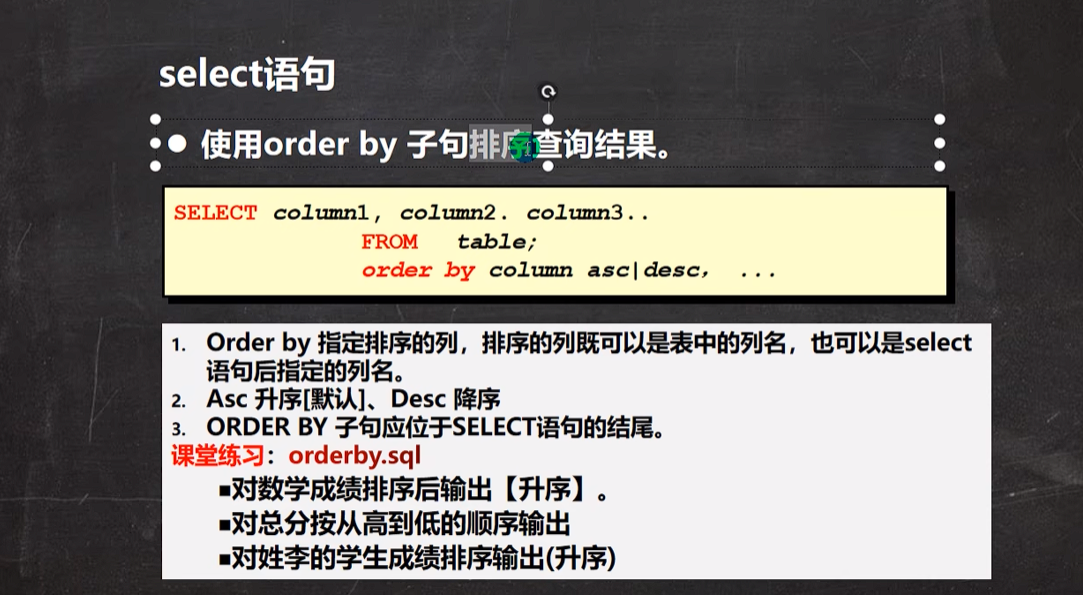 select语句
● 使用order by 子句排序查询结果。
SELECT column1, column2. column3..
FROM table;
order by column asc|desc, ...
1. Order by 指定排序的列，排序的列既可以是表中的列名，也可以是select
语句后指定的列名。
2. Asc 升序[默认]、Desc 降序
3. ORDER BY 子句应位于SELECT语句的结尾。
课堂练习：orderby.sql
■对数学成绩排序后输出【升序】。
■对总分按从高到低的顺序输出
■对姓李的学生成绩排序输出(升序)